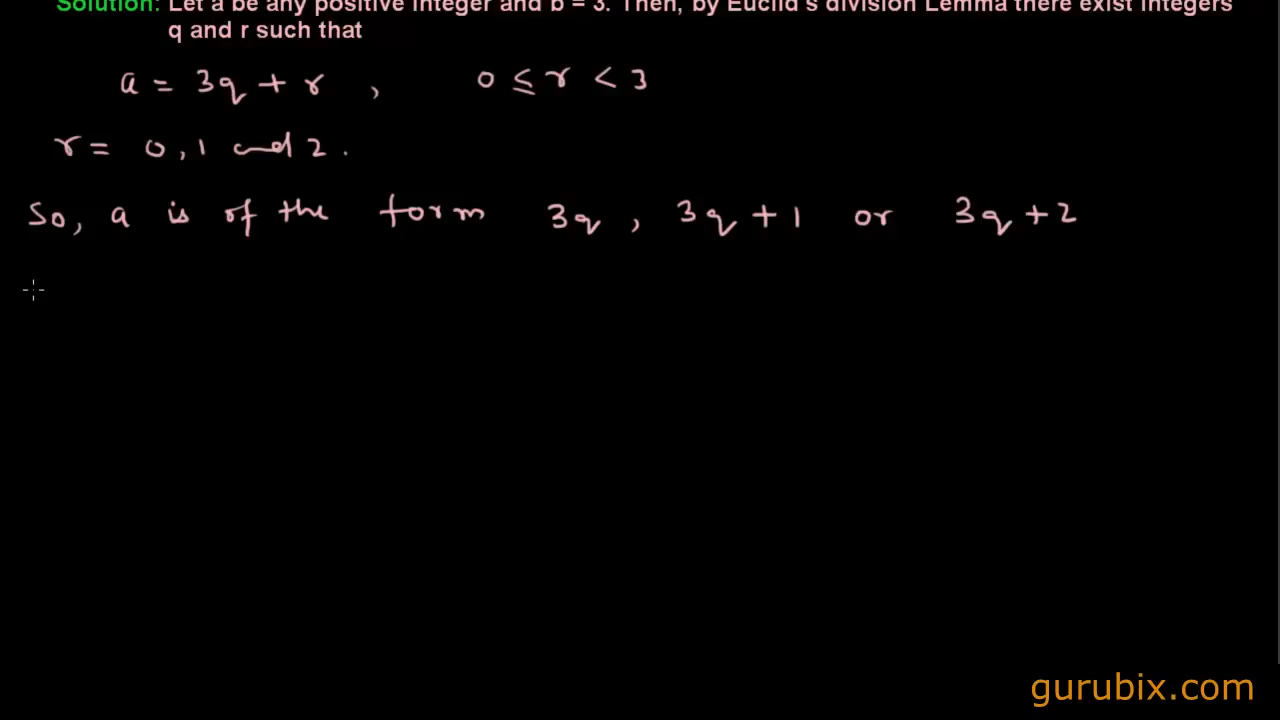 Solution: Let a be any positive integer and b = 3. Then, by Euclid's division Lemma there exist integers
q and r such that
a = 3q + r , 0 ≤ r < 3
r = 0, 1 and 2.
So, a is of the form 3q , 3q + 1 or 3q + 2
gurubix.com